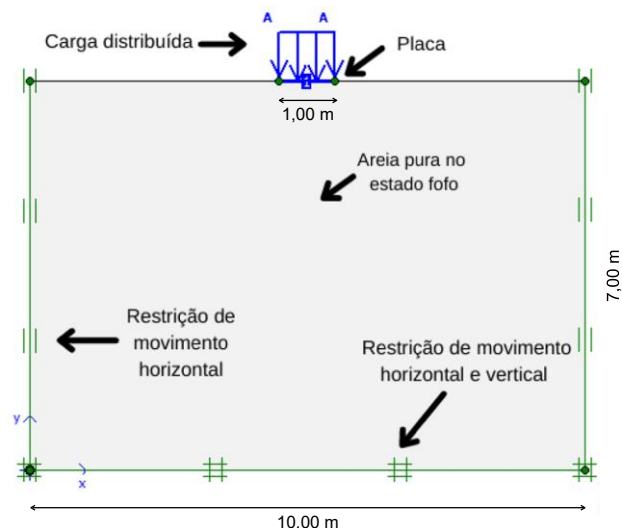 A
A
Carga distribuída
Placa
1,00 m
Areia pura no
estado fofo
7,00 m
Restrição de
movimento
horizontal
Restrição de movimento
horizontal e vertical
y
x
10,00 m